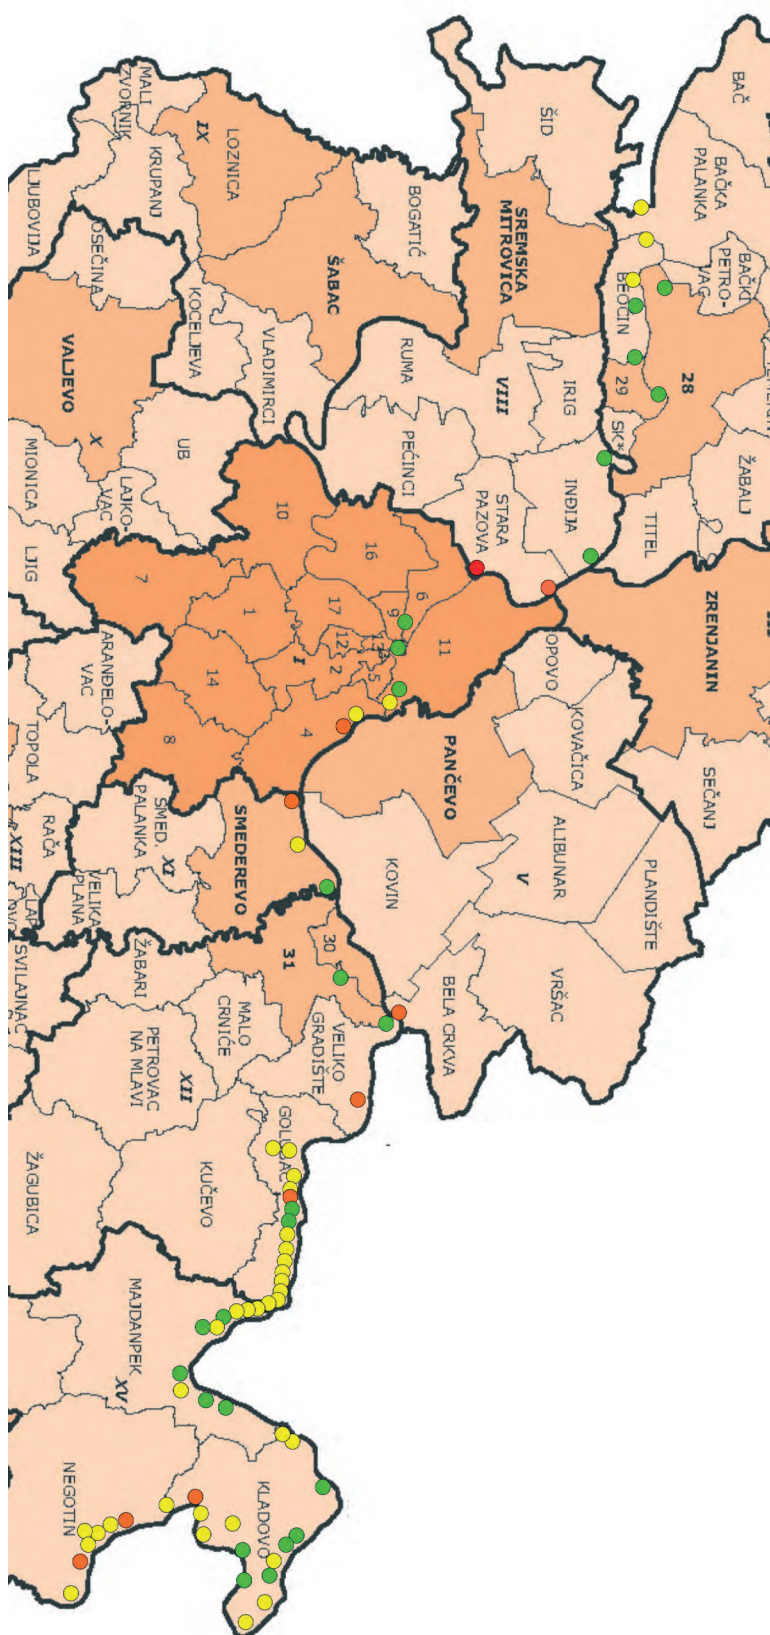 BAČ
BAČKA
PALANKA
BAČKI
PETRO-
VAC
BEOČIN
28
29
SK*
ŽABALJ
TITEL
ŠID
SREMSKA
MITROVICA
IRIG
RUMA
VIII
INĐIJA
STARA
PAZOVA
PEĆINCI
ZRENJANIN
SEČANJ
OPOVO
KOVAČICA
PANČEVO
ALIBUNAR
PLANDIŠTE
V
KOVIN
VRŠAC
BELA CRKVA
MALI
ZVORNIK
LOZNICA
IX
KRUPANJ
LJUBOVIJA
BOGATIĆ
ŠABAC
OSEČINA
KOCELJEVA
VLADIMIRCI
VALJEVO
X
UB
LAJKO-
VAC
MIONICA
LJIG
10
16
6
9
11
17
12
2
5
I
7
1
14
4
8
ARANĐELO-
VAC
TOPOLA
RAČA
XIII
SMED.
PALANKA
XI
VELIKA
PLANA
LAP
OVO
SMEDEREVO
30
31
SVILAJNAC
ŽABARI
MALO
CRNIĆE
VELIKO
GRADIŠTE
PETROVAC
NA MLAVI
XII
GOLUBAC
KUČEVO
ŽAGUBICA
MAJDANPEK
XV
NEGOTIN
KLADOVO